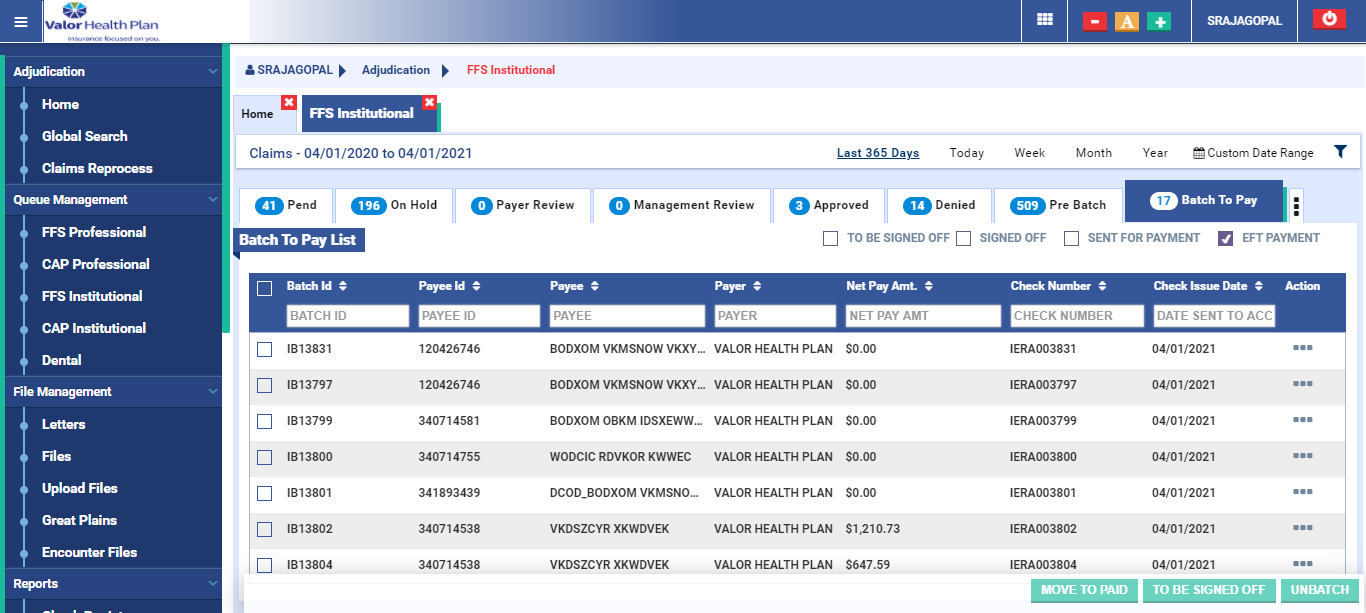 Valor Health Plan
Insurance focused on you.
A
SRAJAGOPAL
Adjudication
Home
Global Search
Claims Reprocess
Queue Management
FFS Professional
CAP Professional
FFS Institutional
CAP Institutional
Dental
File Management
Letters
Files
Upload Files
Great Plains
Encounter Files
Reports
SRAJAGOPAL Adjudication FFS Institutional
Home FFS Institutional
Claims - 04/01/2020 to 04/01/2021 Last 365 Days Today Week Month Year Custom Date Range
41 Pend 196 On Hold 0 Payer Review 0 Management Review 3 Approved 14 Denied 509 Pre Batch 17 Batch To Pay
Batch To Pay List TO BE SIGNED OFF SIGNED OFF SENT FOR PAYMENT EFT PAYMENT
Batch Id Payee Id Payee Payer Net Pay Amt. Check Number Check Issue Date Action
BATCH ID PAYEE ID PAYEE PAYER NET PAY AMT CHECK NUMBER DATE SENT TO ACC
IB13831 120426746 BODXOM VKMSNOW VKXY... VALOR HEALTH PLAN $0.00 IERA003831 04/01/2021
IB13797 120426746 BODXOM VKMSNOW VKXY... VALOR HEALTH PLAN $0.00 IERA003797 04/01/2021
IB13799 340714581 BODXOM OBKM IDSXEWW... VALOR HEALTH PLAN $0.00 IERA003799 04/01/2021
IB13800 340714755 WODCIC RDVKOR KWWEC VALOR HEALTH PLAN $0.00 IERA003800 04/01/2021
IB13801 341893439 DCOD_BODXOM VKMSNO... VALOR HEALTH PLAN $0.00 IERA003801 04/01/2021
IB13802 340714538 VKDSZCYR XKWDVEK VALOR HEALTH PLAN $1,210.73 IERA003802 04/01/2021
IB13804 340714538 VKDSZCYR XKWDVEK VALOR HEALTH PLAN $647.59 IERA003804 04/01/2021
MOVE TO PAID TO BE SIGNED OFF UNBATCH